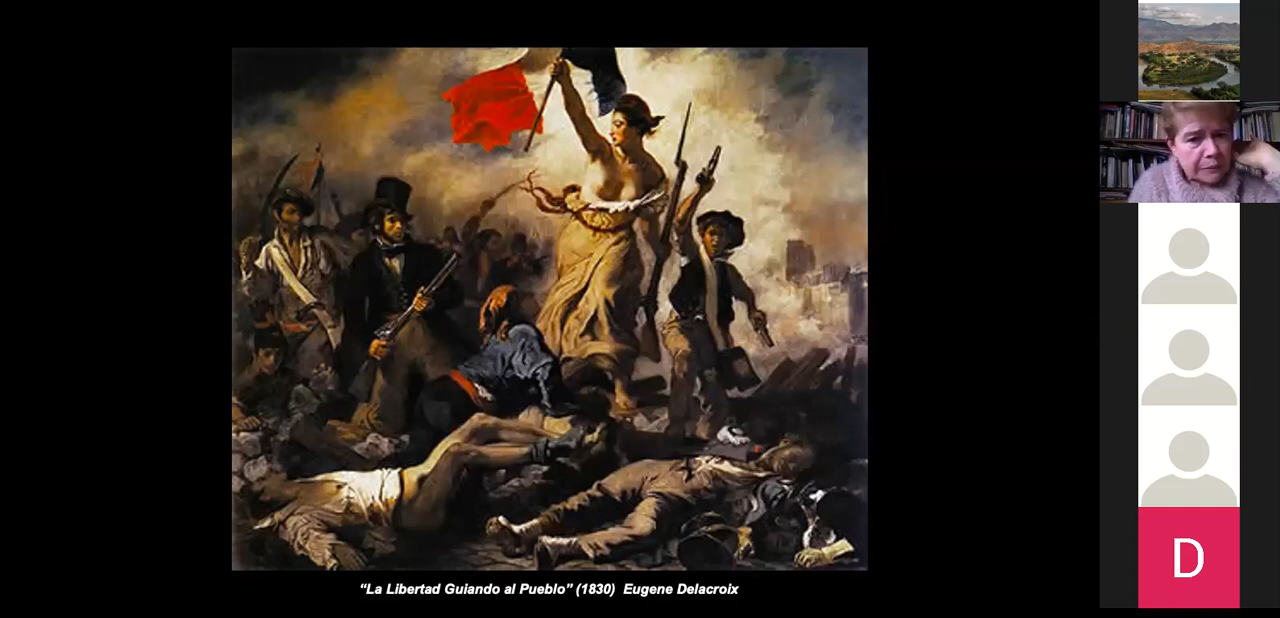 “La Libertad Guiando al Pueblo” (1830)  Eugene Delacroix
D